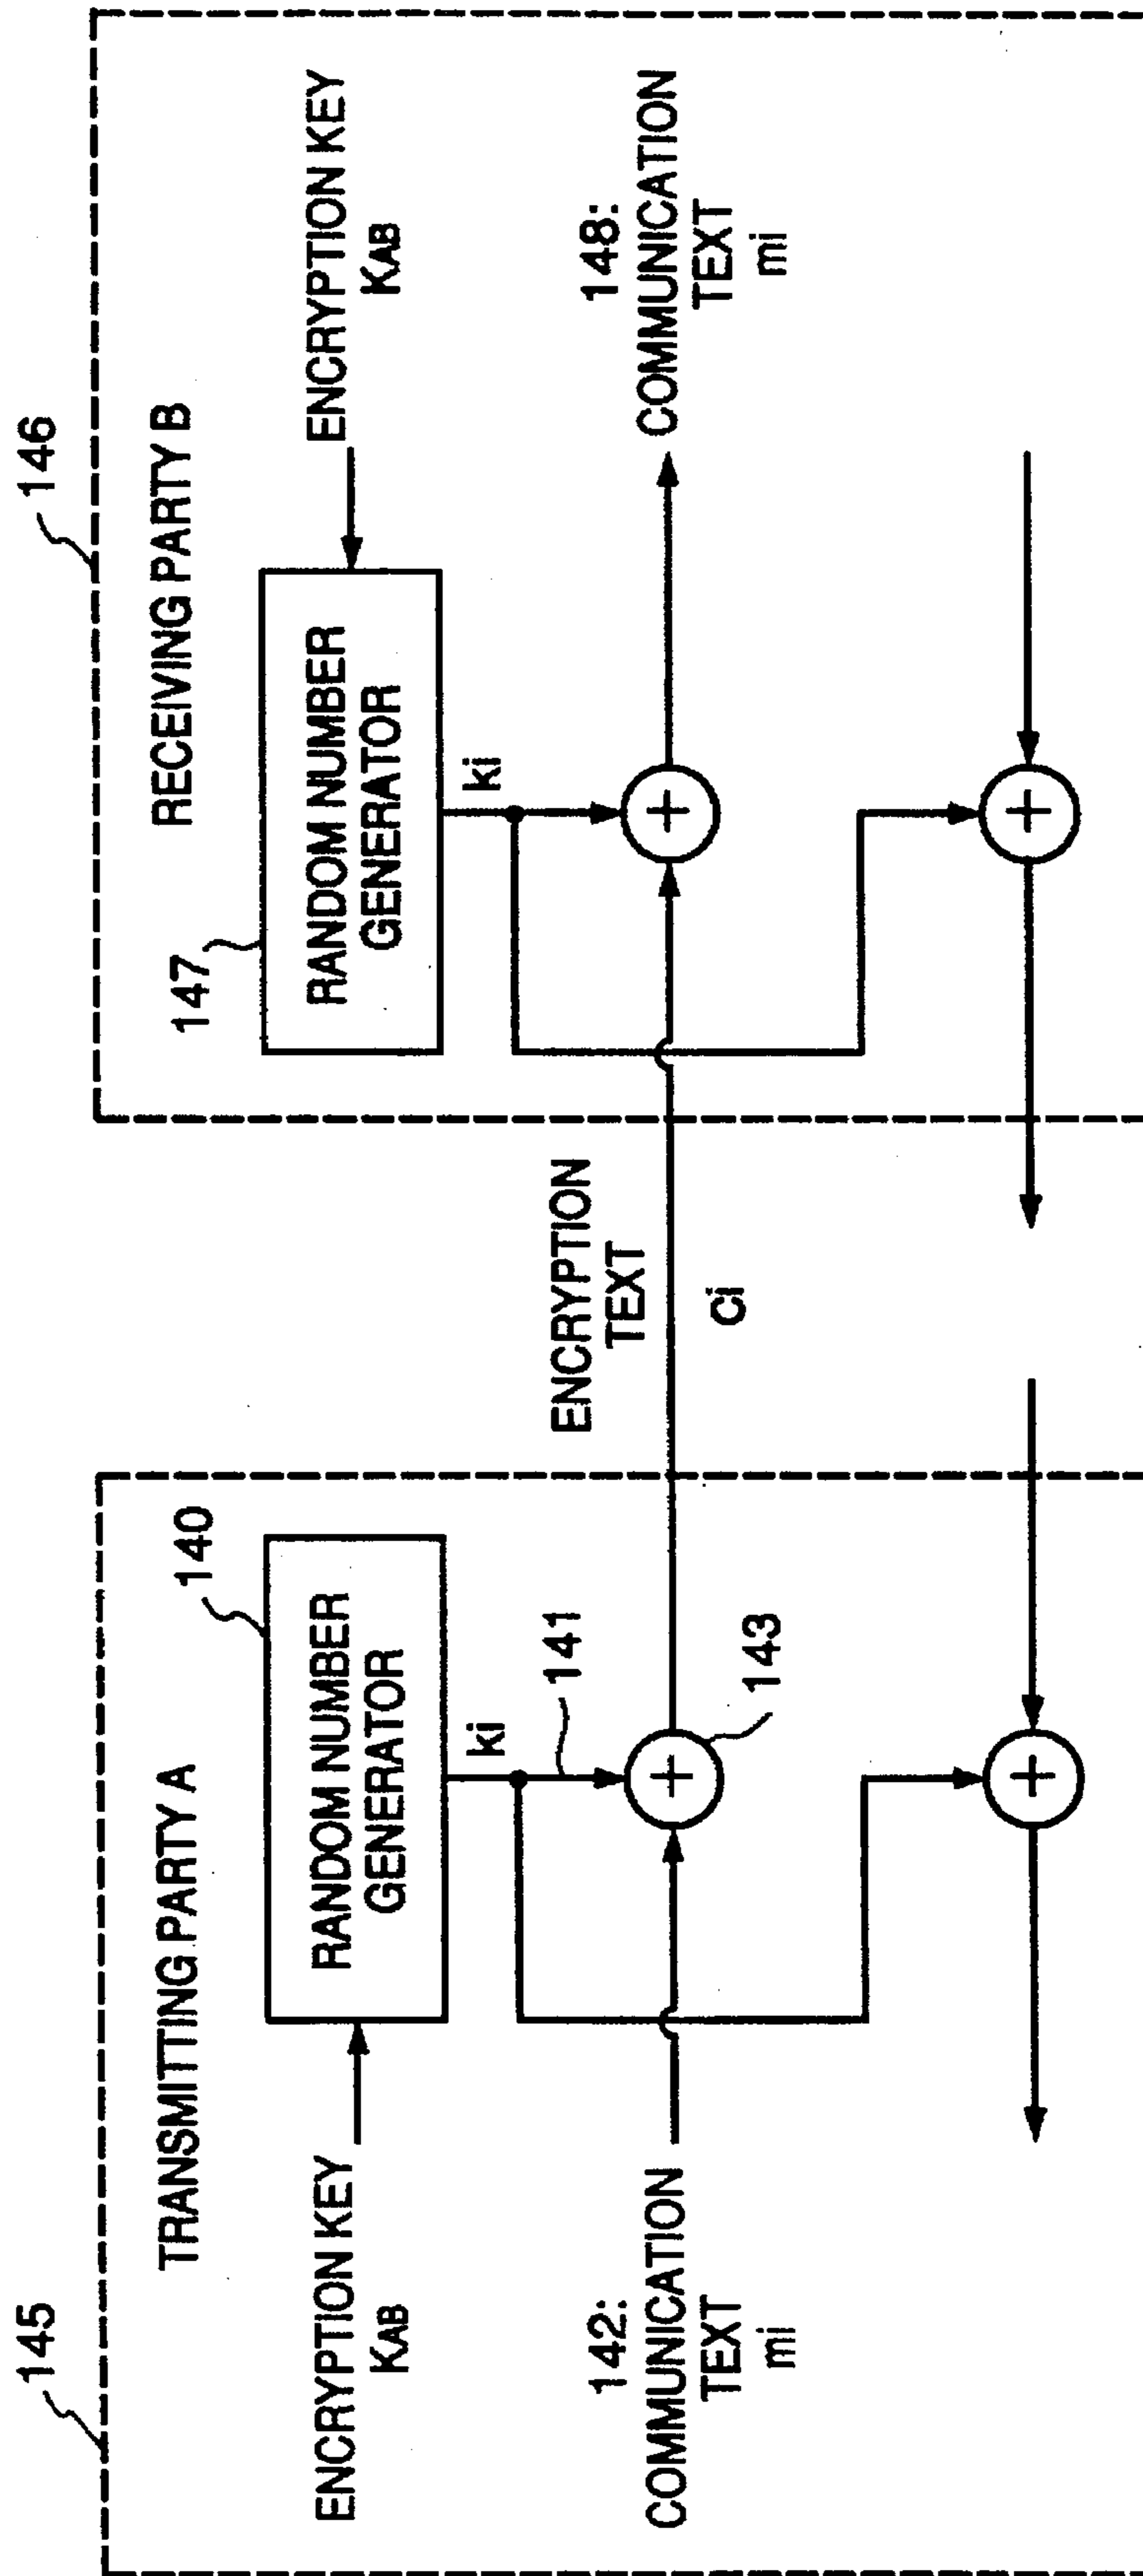 145
TRANSMITTING PARTY A
ENCRYPTION KEY
KAB
140
RANDOM NUMBER
GENERATOR
ki
141
142:
COMMUNICATION
TEXT
mi
143
ENCRYPTION
TEXT
Ci
146
RECEIVING PARTY B
147
RANDOM NUMBER
GENERATOR
ENCRYPTION KEY
KAB
ki
148:
COMMUNICATION
TEXT
mi
+
+
+
+